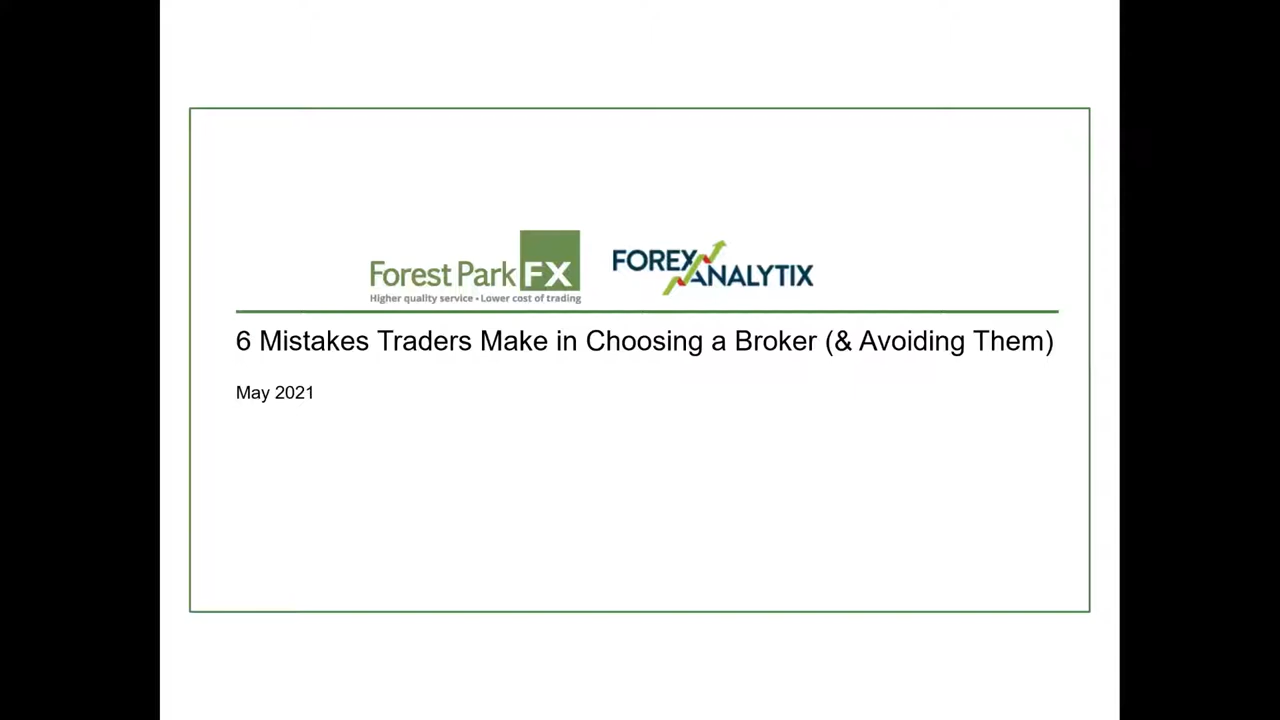 Forest Park FX
Higher quality service • Lower cost of trading
FOREX ANALYTIX
6 Mistakes Traders Make in Choosing a Broker (& Avoiding Them)
May 2021